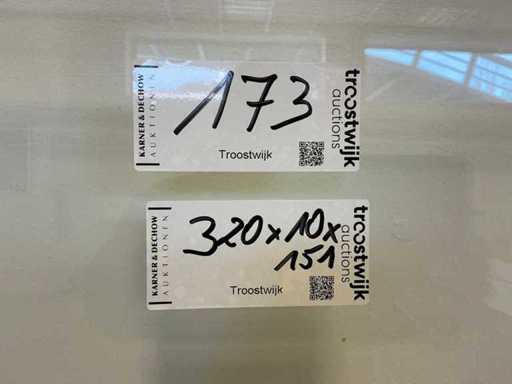 KARNER & DECHOW
AUKTIONEN
173
Troostwijk
troostwijk
auctions
KARNER & DECHOW
AUKTIONEN
320x10x
151
Troostwijk
troostwijk
auctions